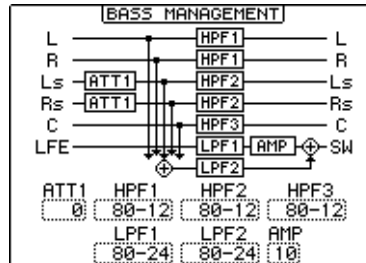 BASS MANAGEMENT
L HPF1 L
R HPF1 R
Ls ATT1 HPF2 Ls
Rs ATT1 HPF2 Rs
C HPF3 C
LFE LPF1 AMP SW
LPF2
ATT1 HPF1 HPF2 HPF3
0 80-12 80-12 80-12
LPF1 LPF2 AMP
80-24 80-24 10